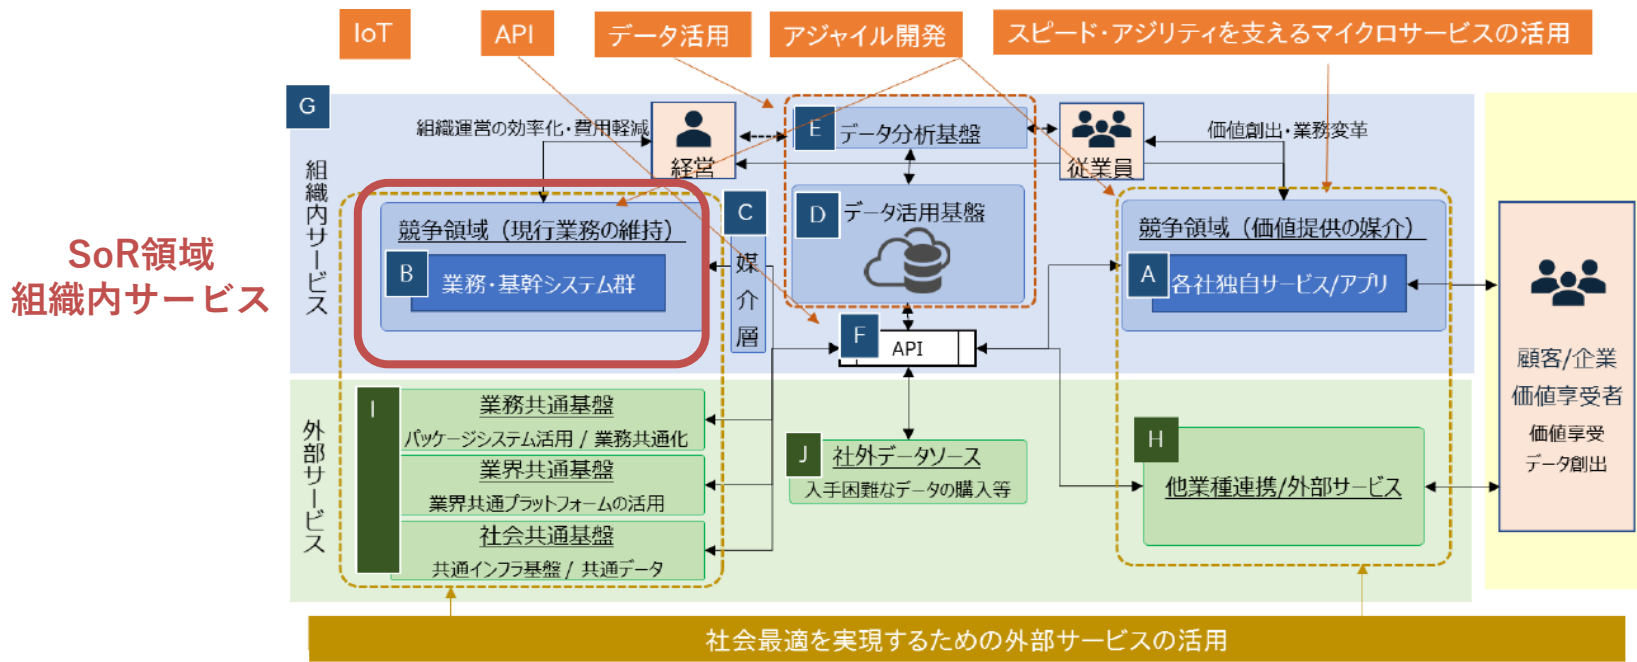 IoT
API
データ活用
アジャイル開発
スピード・アジリティを支えるマイクロサービスの活用
G
組織内サービス
組織運営の効率化・費用軽減
経営
E
データ分析基盤
従業員
価値創出・業務変革
SoR領域
組織内サービス
競争領域（現行業務の維持）
B
業務・基幹システム群
C
媒介層
D
データ活用基盤
競争領域（価値提供の媒介）
A
各社独自サービス/アプリ
F
API
顧客/企業
価値享受者
価値享受
データ創出
外部サービス
I
業務共通基盤
パッケージシステム活用 / 業務共通化
業界共通基盤
業界共通プラットフォームの活用
社会共通基盤
共通インフラ基盤 / 共通データ
J
社外データソース
入手困難なデータの購入等
H
他業種連携/外部サービス
社会最適を実現するための外部サービスの活用